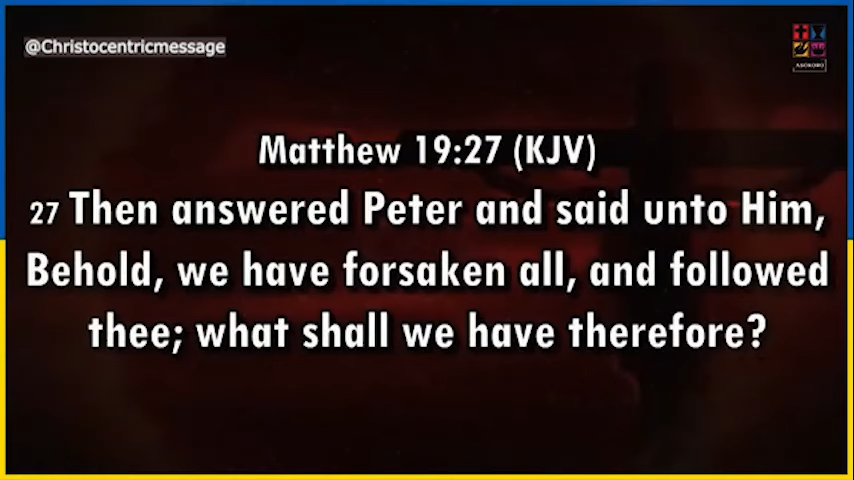 @Christocentricmessage
ASOKORO
Matthew 19:27 (KJV)
27 Then answered Peter and said unto Him,
Behold, we have forsaken all, and followed
thee; what shall we have therefore?